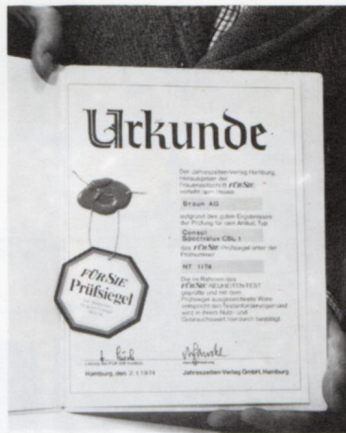 Urkunde
Der Jahreszeiten-Verlag Hamburg,
Herausgeber der
Frauenzeitschrift FÜR SIE
verleiht dem Hause
Braun AG
aufgrund des guten Ergebnisses
der Prüfung für den Artikel, Typ
Consul
Spectralux CSL 1
das FÜR SIE-Prüfsiegel unter der
Prüfnummer
NT 1176
Die im Rahmen des
FÜR SIE-NEUHEITEN-TEST
geprüfte und mit dem
Prüfsiegel ausgezeichnete Ware
entspricht den Testanforderungen und
wird in ihrem Nutz- und
Gebrauchswert hierdurch bestätigt.
FÜR SIE
Prüfsiegel
Hamburg, den 2.1.1974
Jahreszeiten-Verlag GmbH, Hamburg